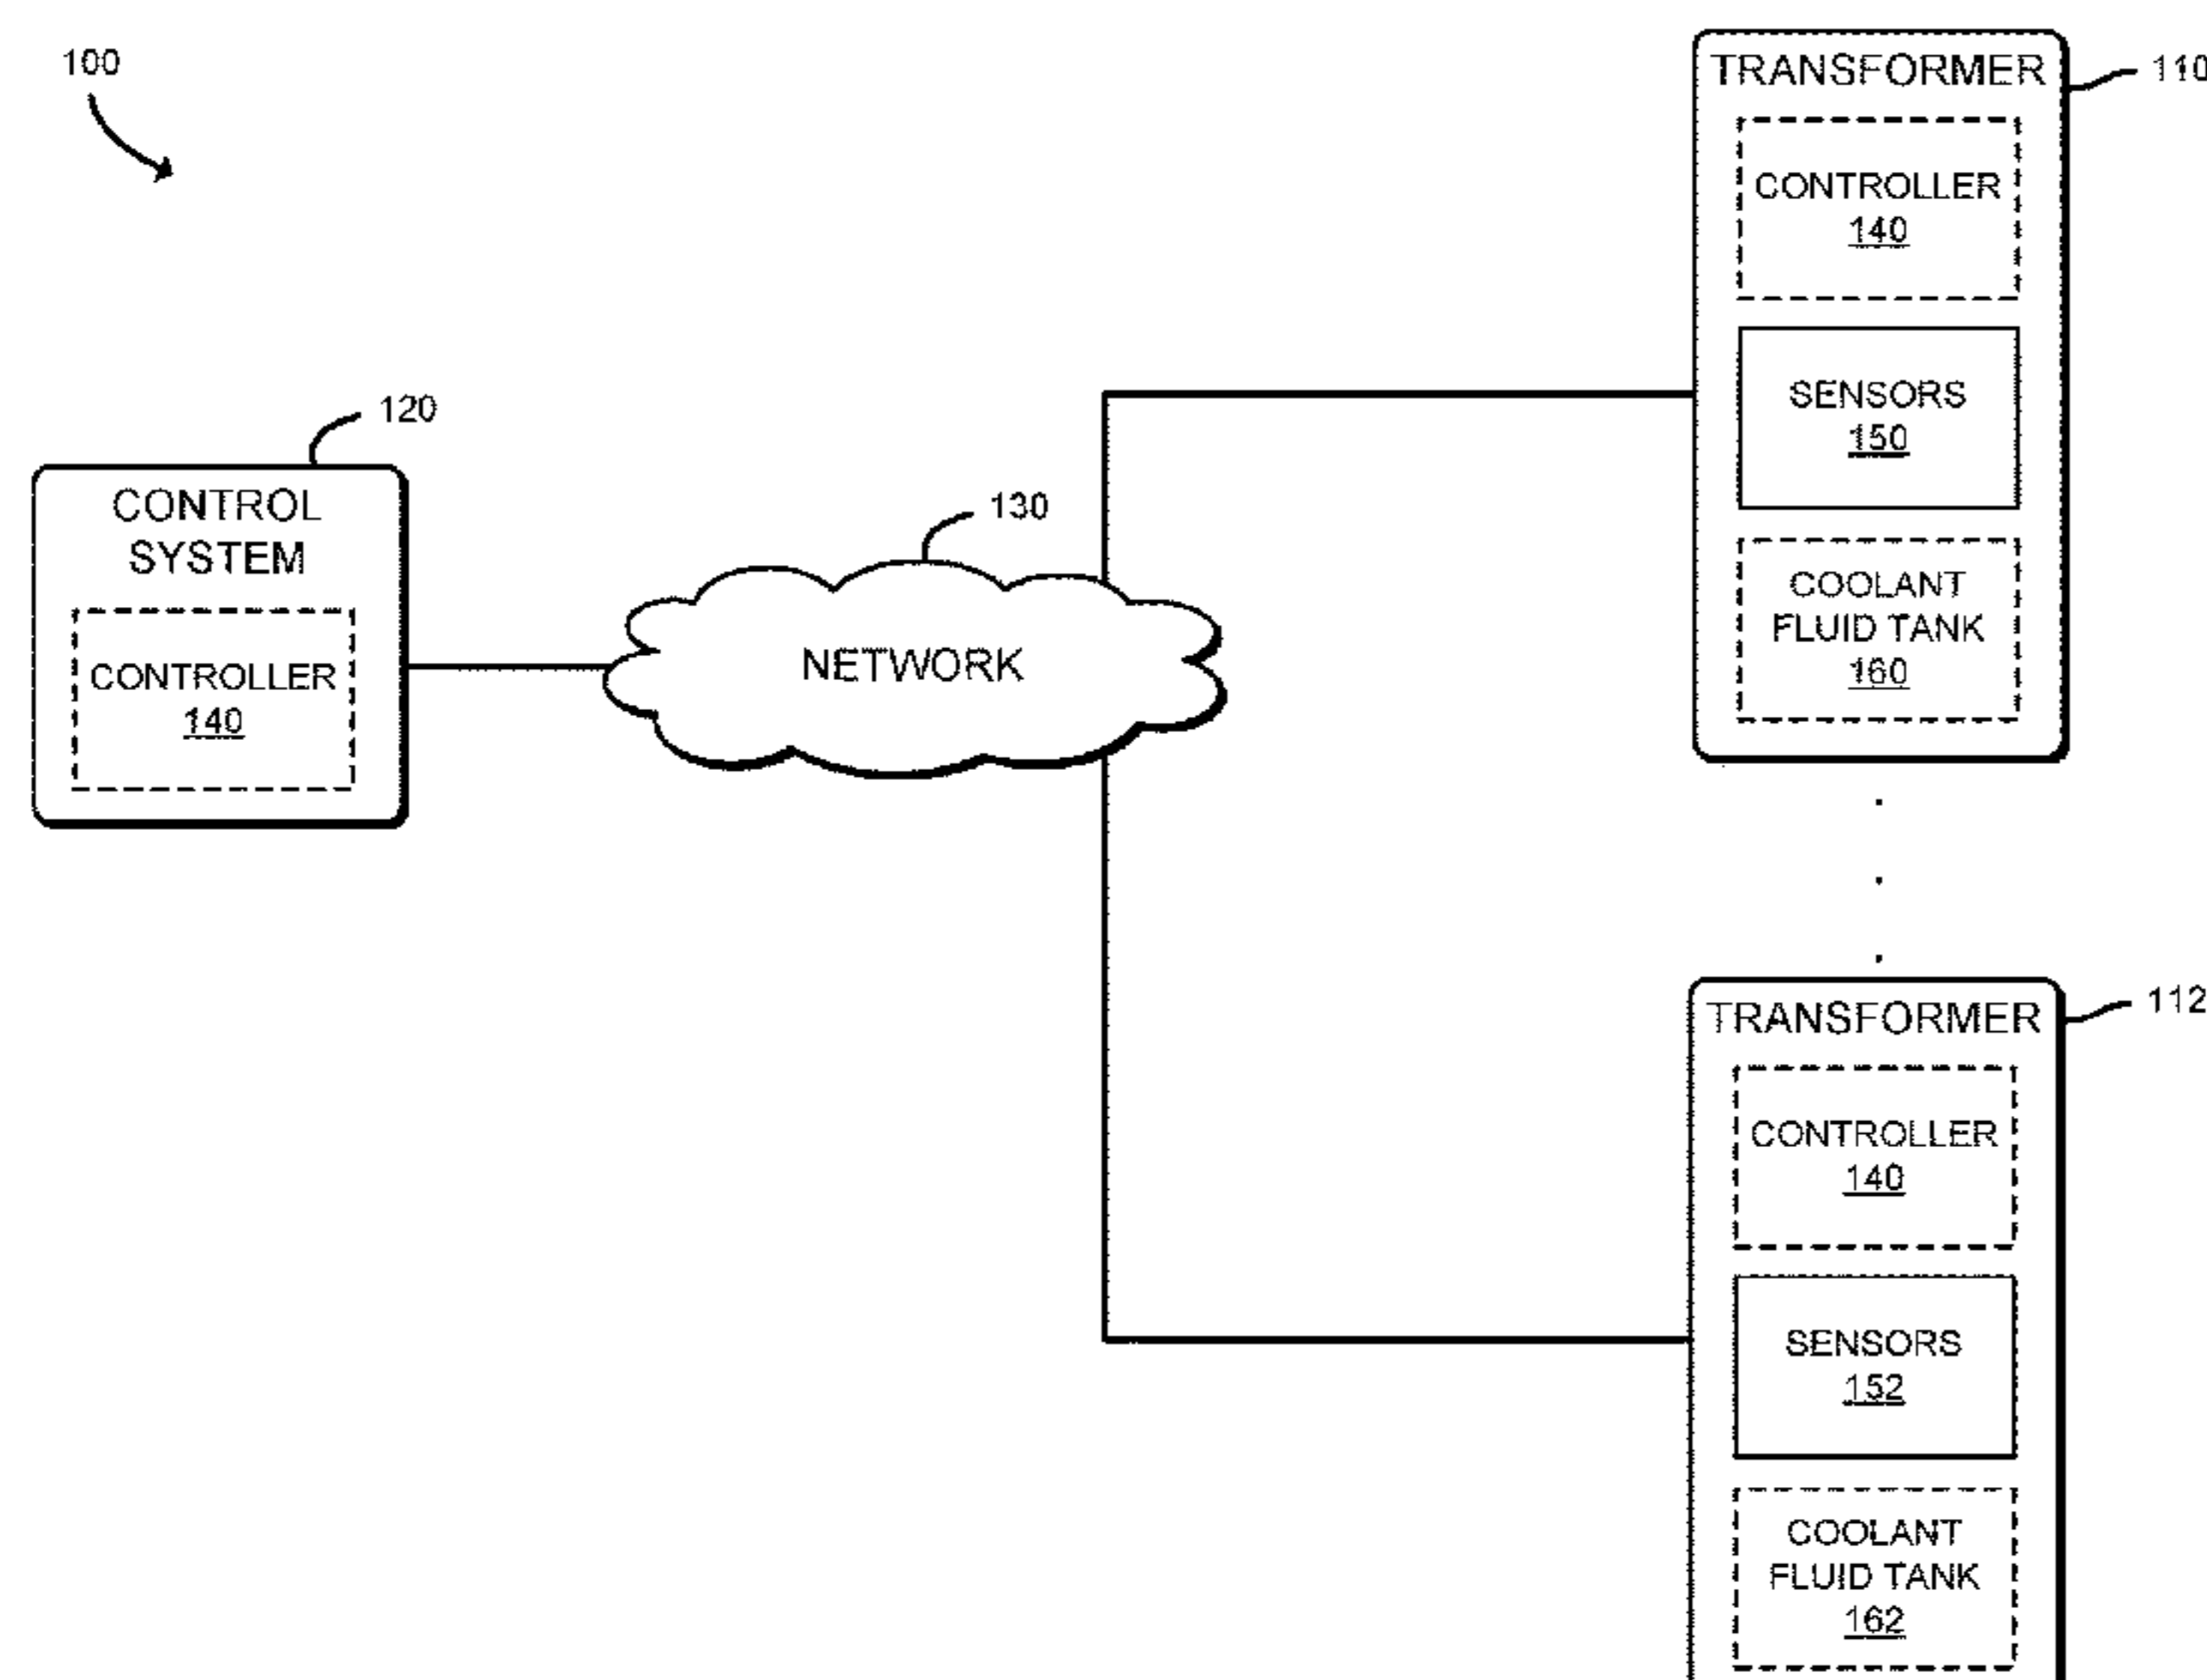 100
TRANSFORMER
110
CONTROLLER
140
SENSORS
150
COOLANT
FLUID TANK
160
120
CONTROL
SYSTEM
CONTROLLER
140
130
NETWORK
TRANSFORMER
112
CONTROLLER
140
SENSORS
152
COOLANT
FLUID TANK
162